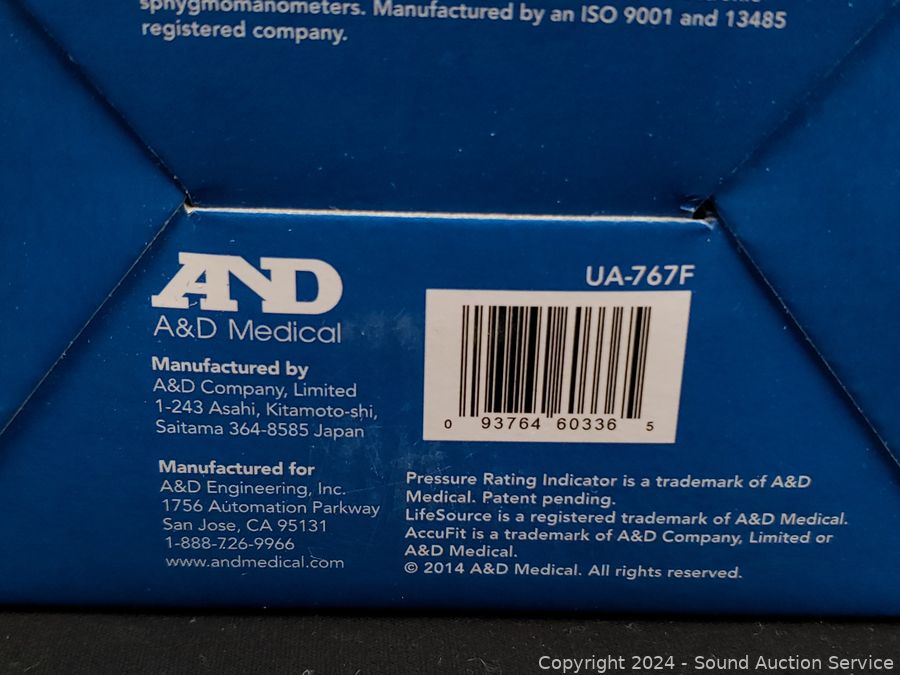 sphygmomanometers. Manufactured by an ISO 9001 and 13485
registered company.
AND
A&D Medical
UA-767F
0 93764 60336 5
Manufactured by
A&D Company, Limited
1-243 Asahi, Kitamoto-shi,
Saitama 364-8585 Japan
Manufactured for
A&D Engineering, Inc.
1756 Automation Parkway
San Jose, CA 95131
1-888-726-9966
www.andmedical.com
Pressure Rating Indicator is a trademark of A&D
Medical. Patent pending.
LifeSource is a registered trademark of A&D Medical.
AccuFit is a trademark of A&D Company, Limited or
A&D Medical.
© 2014 A&D Medical. All rights reserved.
Copyright 2024 - Sound Auction Service